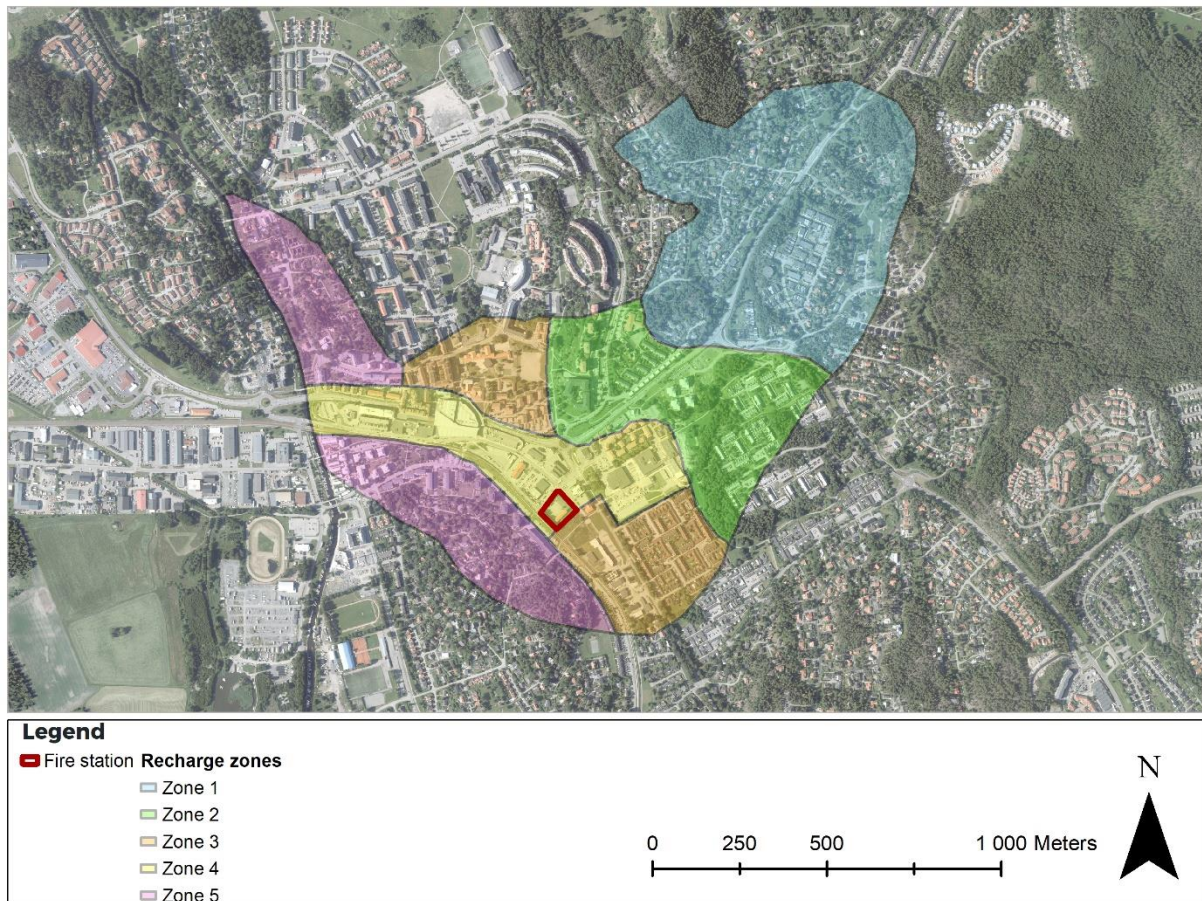 Legend
Fire station Recharge zones
Zone 1
Zone 2
Zone 3
Zone 4
Zone 5
N
0 250 500 1 000 Meters